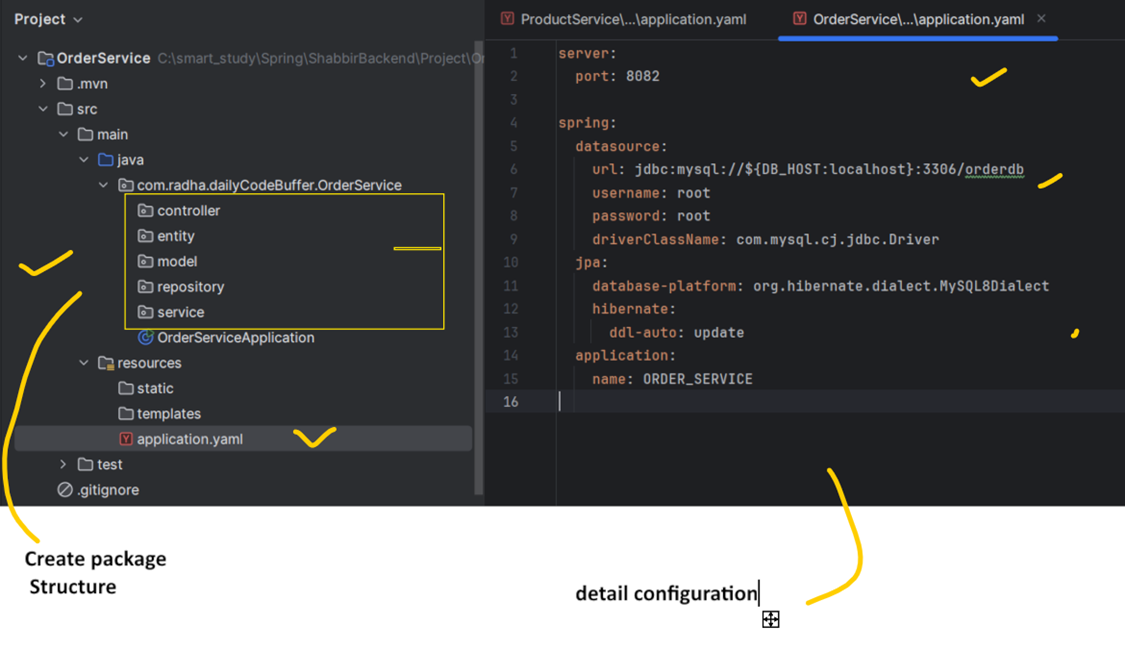 Project
OrderService C:\smart_study\Spring\ShabbirBackend\Project\Or
.mvn
src
main
java
com.radha.dailyCodeBuffer.OrderService
controller
entity
model
repository
service
OrderServiceApplication
resources
static
templates
application.yaml
test
.gitignore
ProductService\...\application.yaml
OrderService\...\application.yaml
1 server:
2 port: 8082
3
4 spring:
5 datasource:
6 url: jdbc:mysql://${DB_HOST:localhost}:3306/orderdb
7 username: root
8 password: root
9 driverClassName: com.mysql.cj.jdbc.Driver
10 jpa:
11 database-platform: org.hibernate.dialect.MySQL8Dialect
12 hibernate:
13 ddl-auto: update
14 application:
15 name: ORDER_SERVICE
16
Create package
Structure
detail configuration